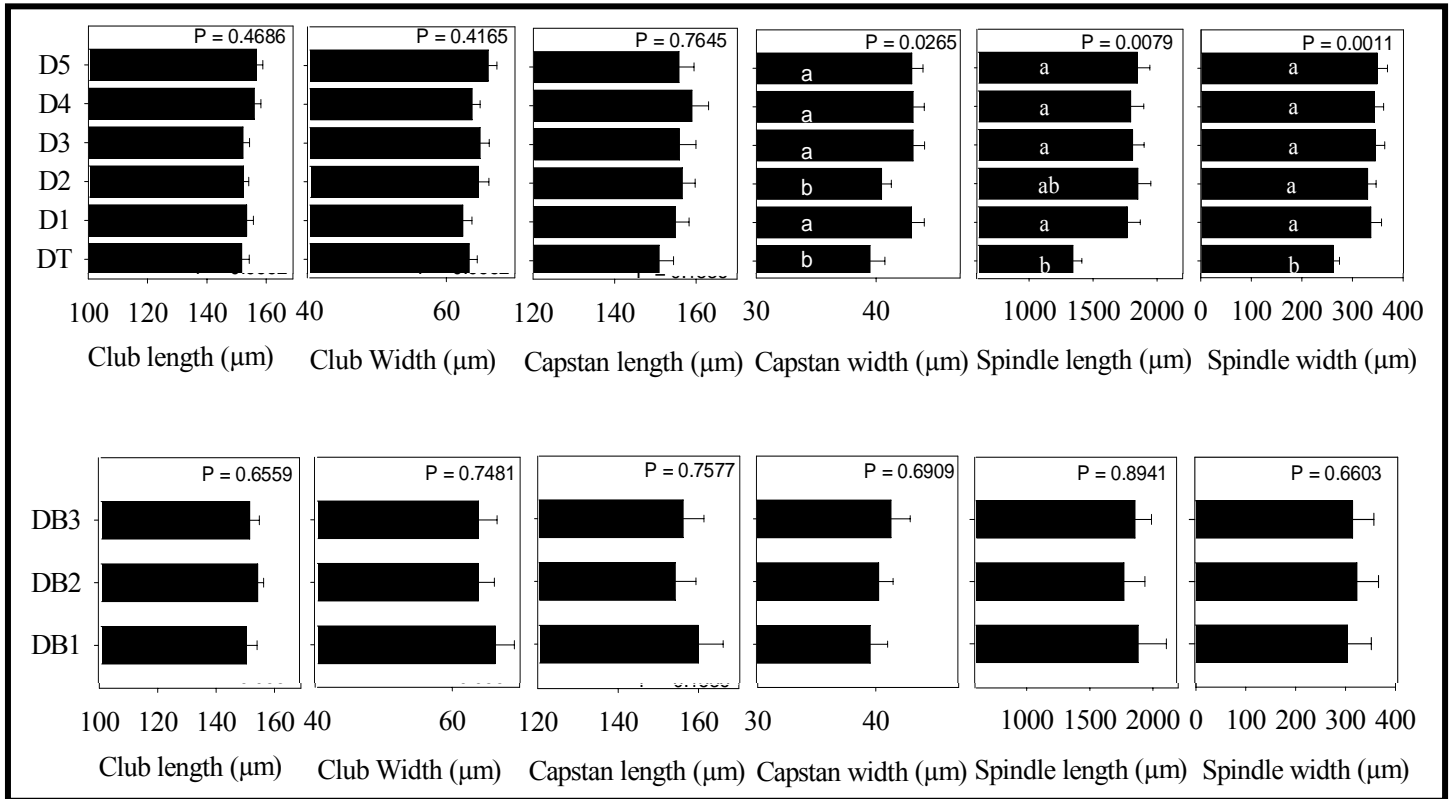 P = 0.4686 P = 0.4165 P = 0.7645 P = 0.0265 P = 0.0079 P = 0.0011
D5 a a a
D4 a a a
D3 a a a
D2 b ab a
D1 a a a
DT b b b
100 120 140 160 40 60 120 140 160 30 40 1000 1500 2000 0 100 200 300 400
Club length (μm) Club Width (μm) Capstan length (μm) Capstan width (μm) Spindle length (μm) Spindle width (μm)
P = 0.6559 P = 0.7481 P = 0.7577 P = 0.6909 P = 0.8941 P = 0.6603
DB3
DB2
DB1
100 120 140 160 40 60 120 140 160 30 40 1000 1500 2000 0 100 200 300 400
Club length (μm) Club Width (μm) Capstan length (μm) Capstan width (μm) Spindle length (μm) Spindle width (μm)